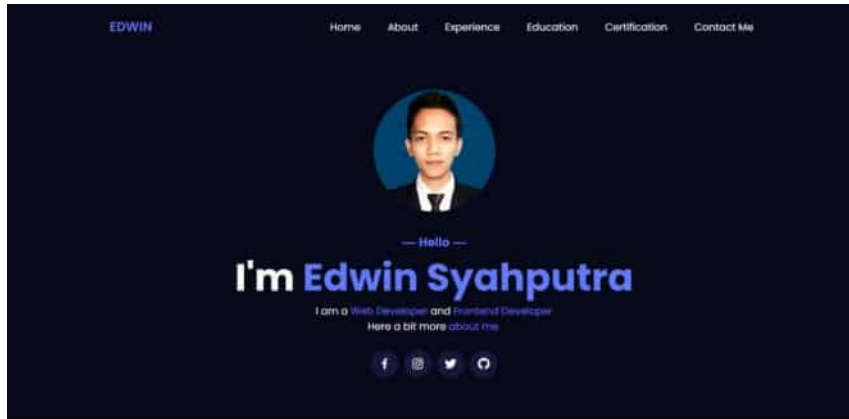 EDWIN Home About Experience Education Certification Contact Me
— Hello —
I'm Edwin Syahputra
I am a Web Developer and Frontend Developer
Here a bit more about me